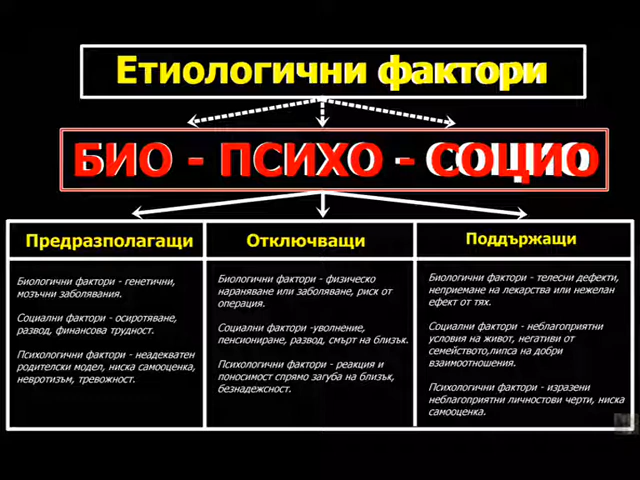 Етиологични фактори
БИО - ПСИХО - СОЦИО
Предразполагащи
Биологични фактори - генетични,
мозъчни заболявания.
Социални фактори - осиротяване,
развод, финансова трудност.
Психологични фактори - неадекватен
родителски модел, ниска самооценка,
невротизъм, тревожност.
Отключващи
Биологични фактори - физическо
нараняване или заболяване, риск от
операция.
Социални фактори -уволнение,
пенсиониране, развод, смърт на близък.
Психологични фактори - реакция и
поносимост спрямо загуба на близък,
безнадежсност.
Поддържащи
Биологични фактори - телесни дефекти,
неприемане на лекарства или нежелан
ефект от тях.
Социални фактори - неблагоприятни
условия на живот, негативи от
семейството,липса на добри
взаимоотношения.
Психологични фактори - изразени
неблагоприятни личностови черти, ниска
самооценка.